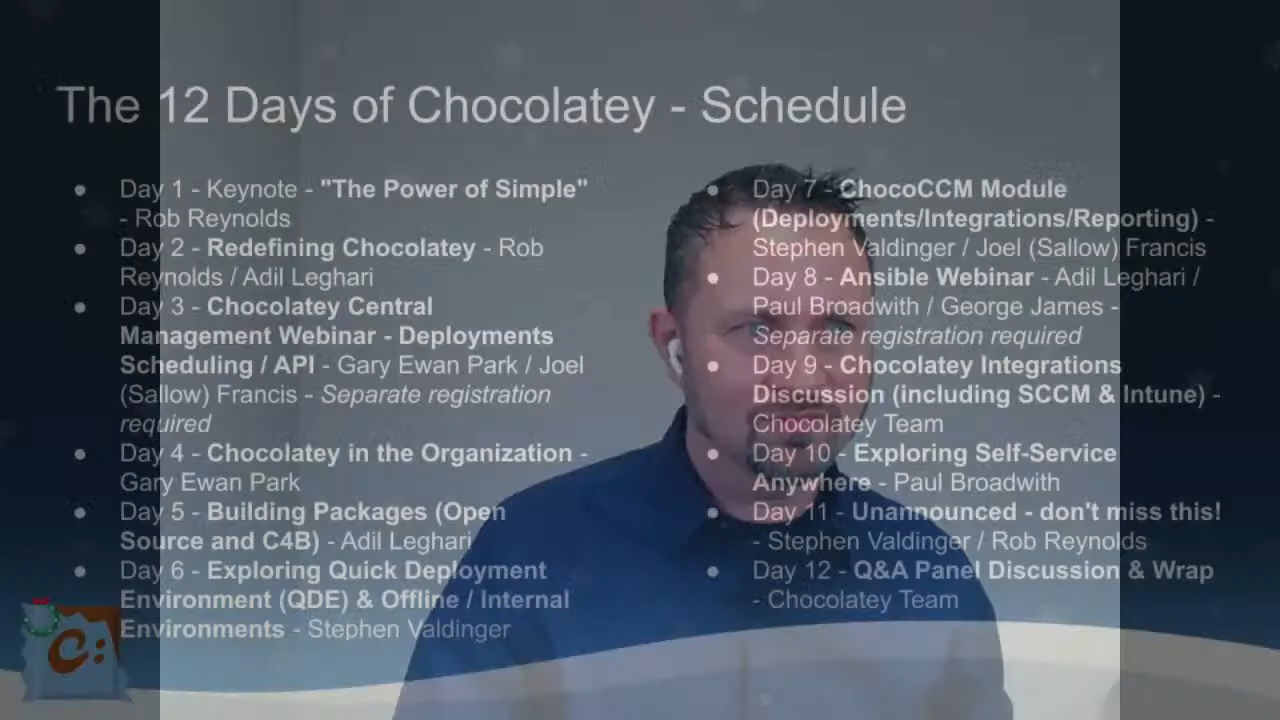 The 12 Days of Chocolatey - Schedule
● Day 1 - Keynote - "The Power of Simple"
- Rob Reynolds
● Day 2 - Redefining Chocolatey - Rob
Reynolds / Adil Leghari
● Day 3 - Chocolatey Central
Management Webinar - Deployments
Scheduling / API - Gary Ewan Park / Joel
(Sallow) Francis - Separate registration
required
● Day 4 - Chocolatey in the Organization -
Gary Ewan Park
● Day 5 - Building Packages (Open
Source and C4B) - Adil Leghari
● Day 6 - Exploring Quick Deployment
Environment (QDE) & Offline / Internal
Environments - Stephen Valdinger
● Day 7 - ChocoCCM Module
(Deployments/Integrations/Reporting) -
Stephen Valdinger / Joel (Sallow) Francis
● Day 8 - Ansible Webinar - Adil Leghari /
Paul Broadwith / George James -
Separate registration required
● Day 9 - Chocolatey Integrations
Discussion (including SCCM & Intune) -
Chocolatey Team
● Day 10 - Exploring Self-Service
Anywhere - Paul Broadwith
● Day 11 - Unannounced - don't miss this!
- Stephen Valdinger / Rob Reynolds
● Day 12 - Q&A Panel Discussion & Wrap
- Chocolatey Team
C: